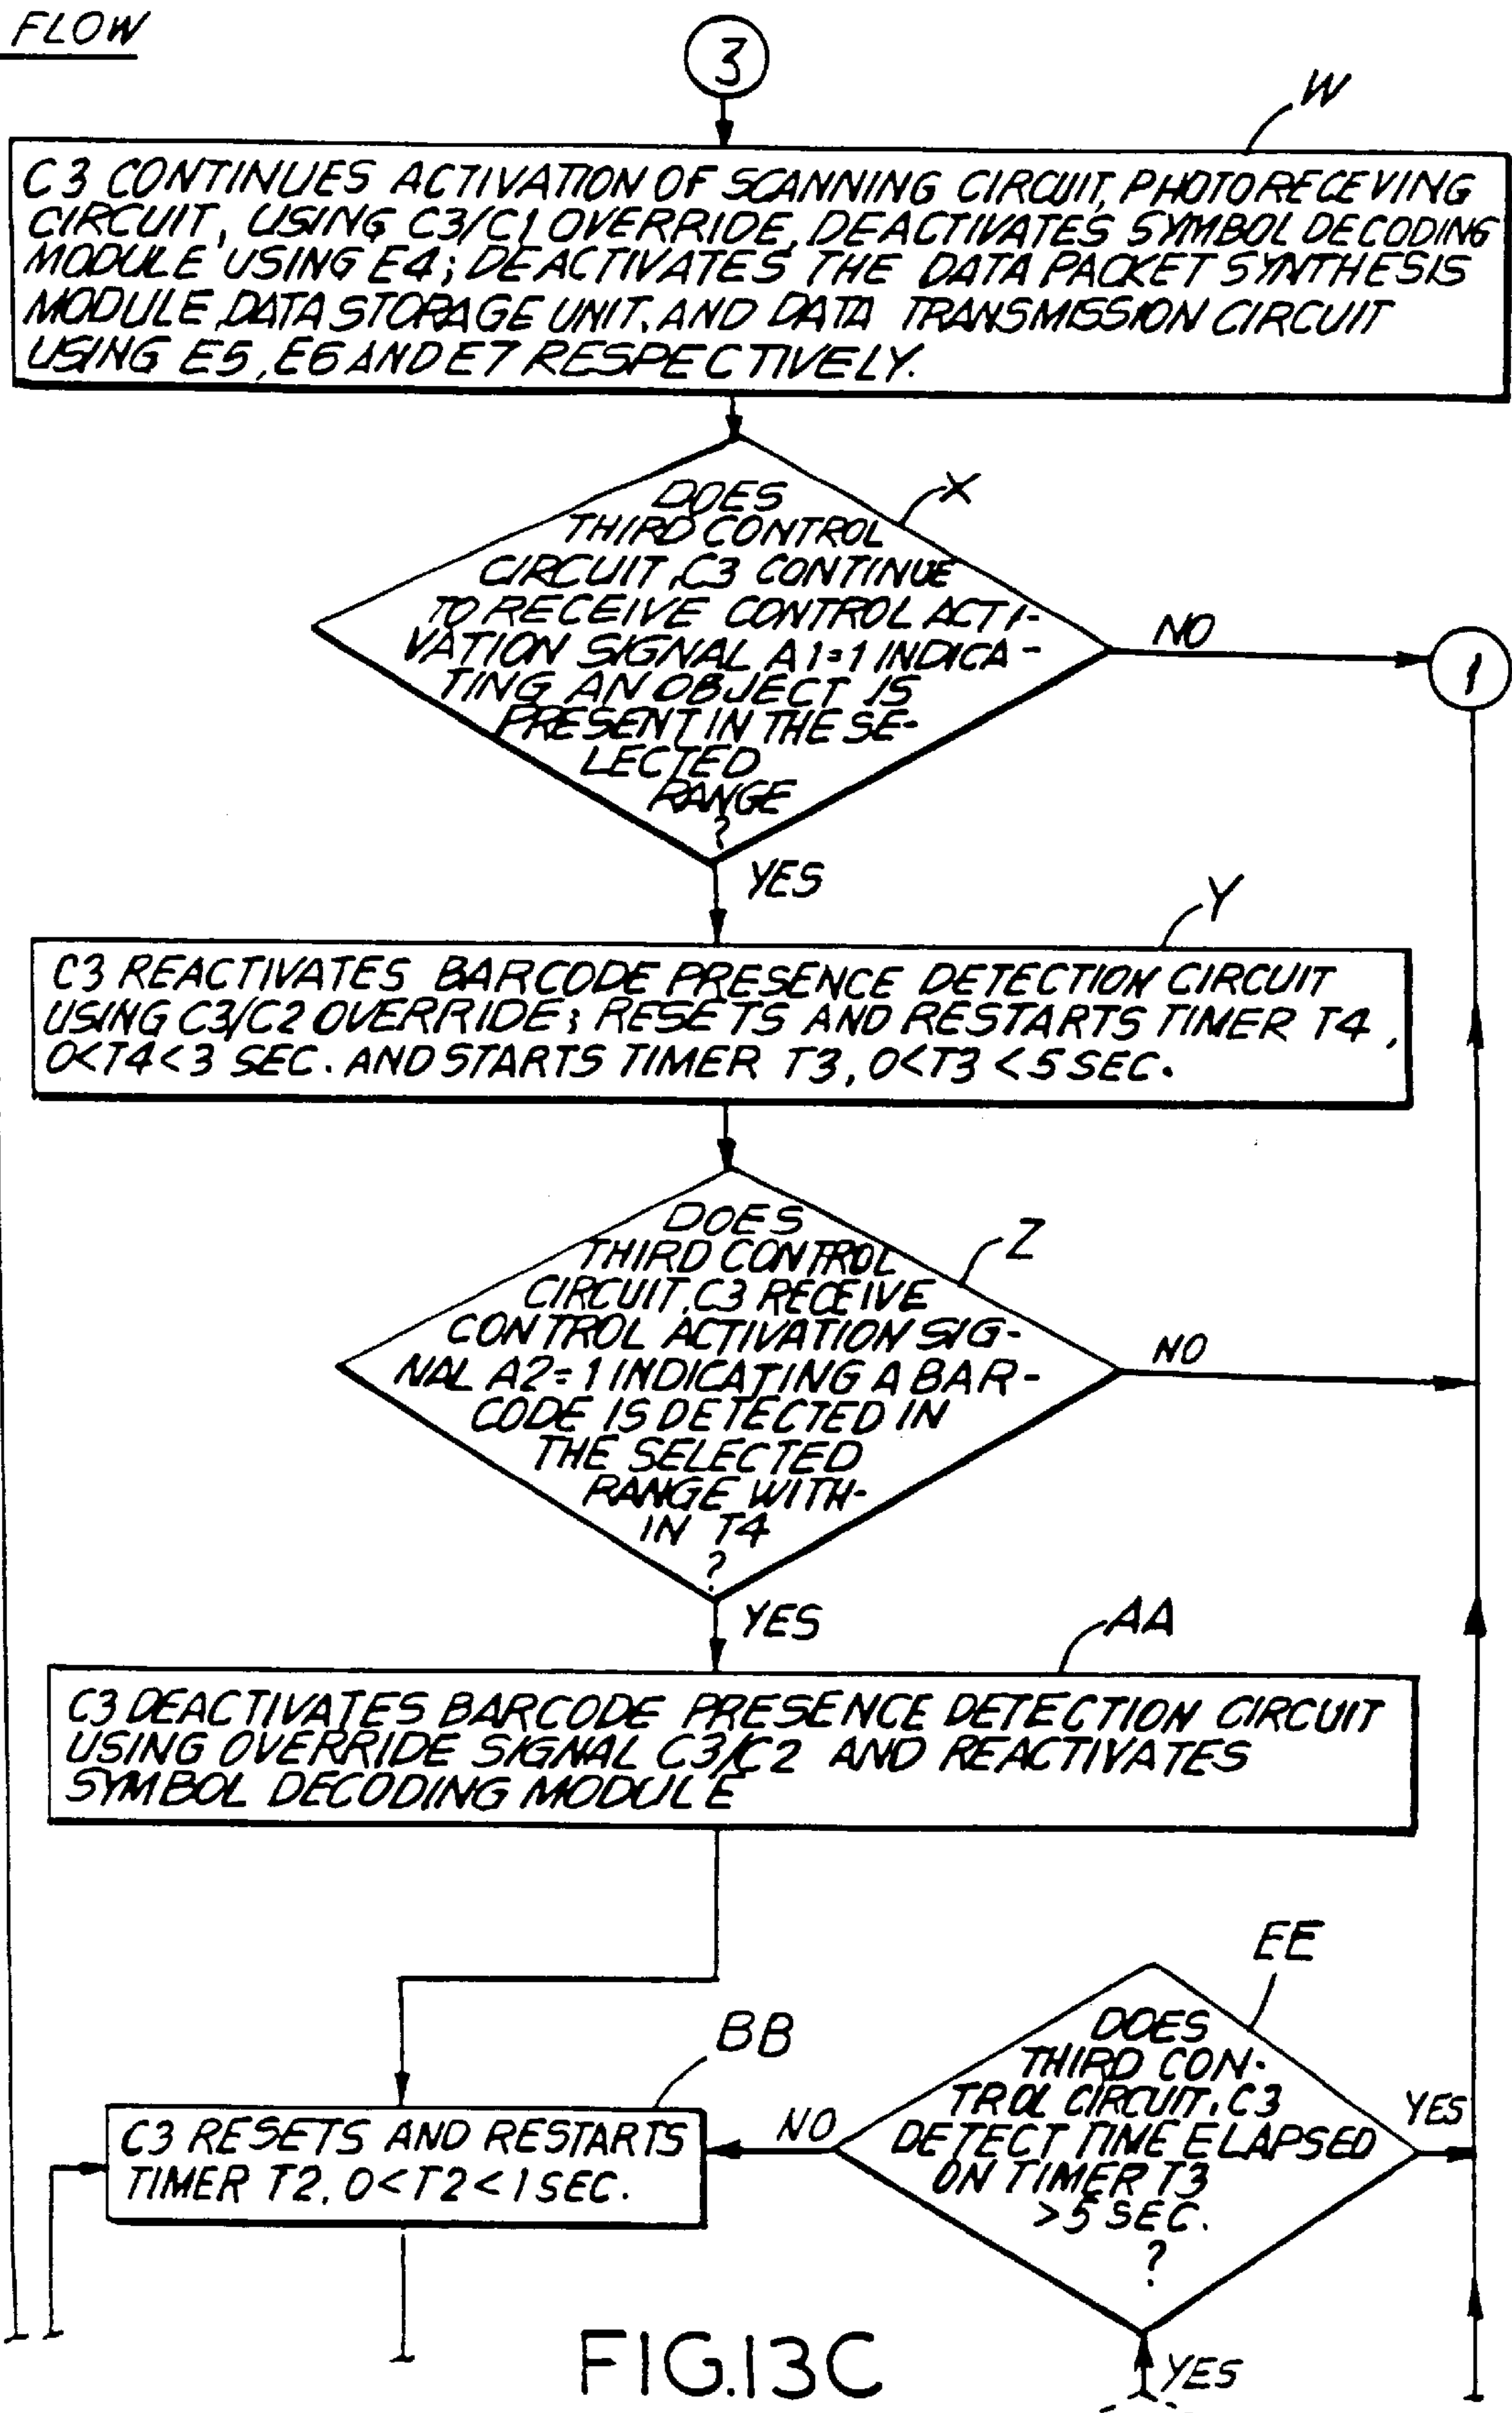 FLOW
3
W
C3 CONTINUES ACTIVATION OF SCANNING CIRCUIT, PHOTORECEVING
CIRCUIT, USING C3/C1 OVERRIDE, DEACTIVATES SYMBOL DECODING
MODULE USING E4; DEACTIVATES THE DATA PACKET SYNTHESIS
MODULE, DATA STORAGE UNIT, AND DATA TRANSMISSION CIRCUIT
USING E5, E6 AND E7 RESPECTIVELY.
X
DOES
THIRD CONTROL
CIRCUIT, C3 CONTINUE
TO RECEIVE CONTROL ACTI-
VATION SIGNAL A1=1 INDICA-
TING AN OBJECT IS
PRESENT IN THE SE-
LECTED
RANGE
?
NO
1
YES
Y
C3 REACTIVATES BARCODE PRESENCE DETECTION CIRCUIT
USING C3/C2 OVERRIDE; RESETS AND RESTARTS TIMER T4,
0<T4<3 SEC. AND STARTS TIMER T3, 0<T3<5 SEC.
Z
DOES
THIRD CONTROL
CIRCUIT, C3 RECEIVE
CONTROL ACTIVATION SIG-
NAL A2=1 INDICATING A BAR-
CODE IS DETECTED IN
THE SELECTED
RANGE WITH-
IN T4
?
NO
YES
AA
C3 DEACTIVATES BARCODE PRESENCE DETECTION CIRCUIT
USING OVERRIDE SIGNAL C3/C2 AND REACTIVATES
SYMBOL DECODING MODULE
EE
DOES
THIRD CON-
TROL CIRCUIT, C3
DETECT TIME ELAPSED
ON TIMER T3
>5 SEC.
?
YES
NO
BB
C3 RESETS AND RESTARTS
TIMER T2, 0<T2<1 SEC.
YES
FIG.13C